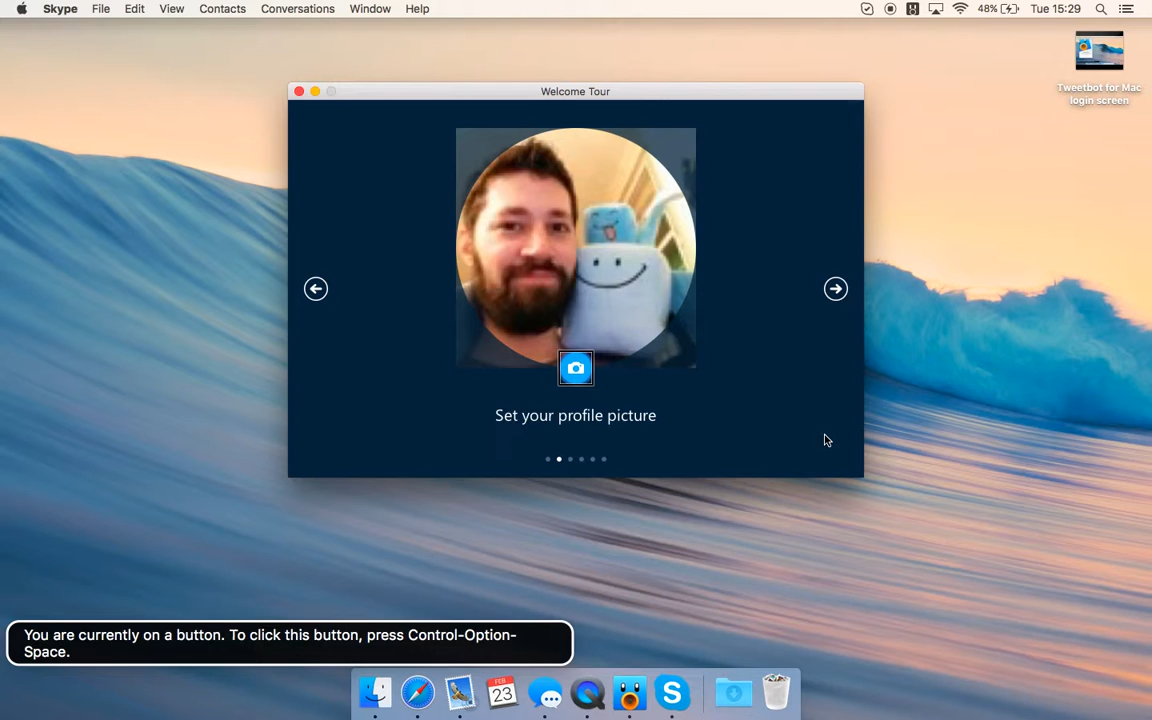 Skype File Edit View Contacts Conversations Window Help 48% Tue 15:29
Tweetbot for Mac
login screen
Welcome Tour
Set your profile picture
You are currently on a button. To click this button, press Control-Option-
Space.
FEB
23